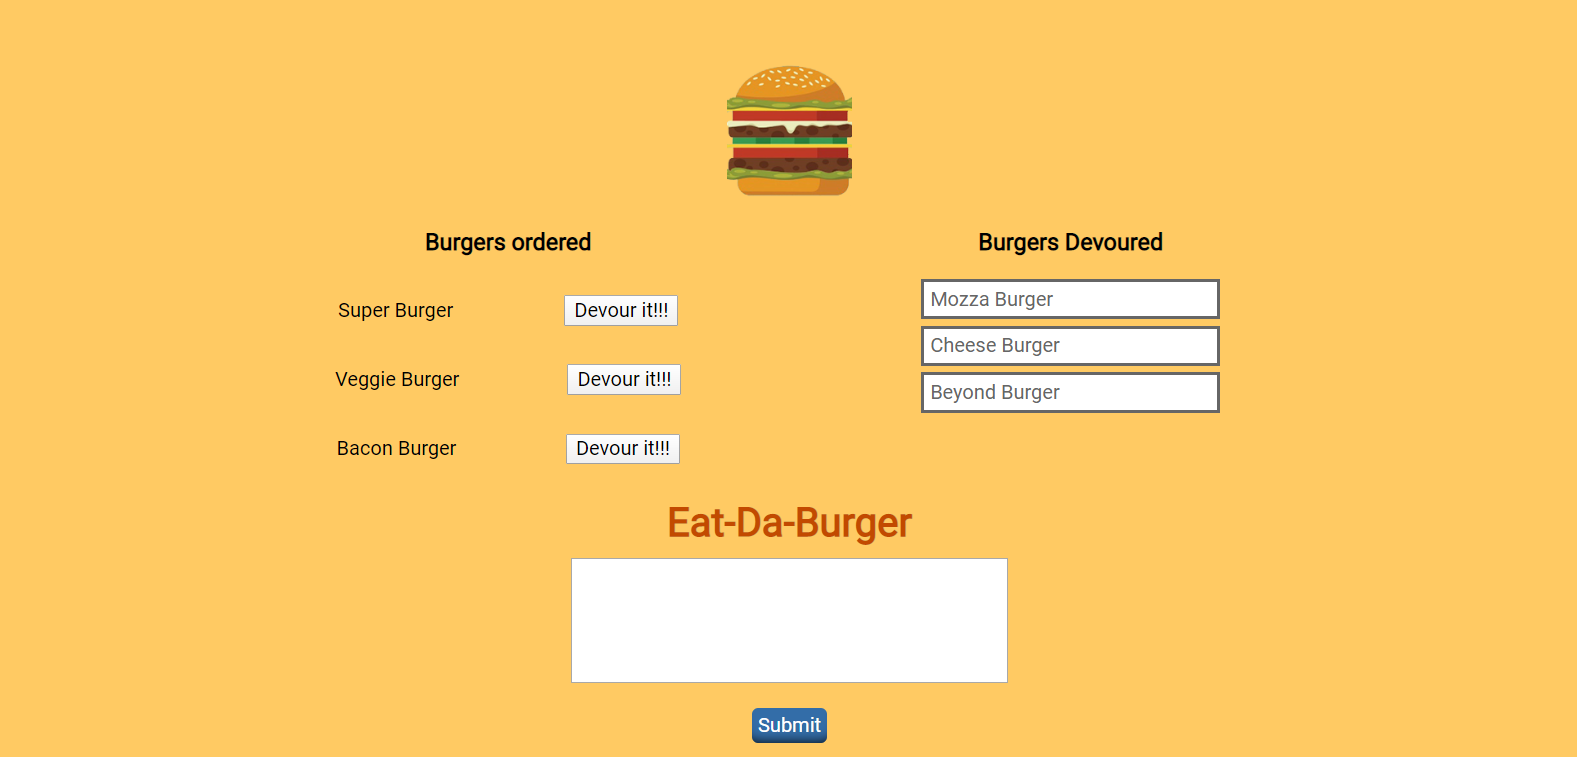 Burgers ordered
Super Burger Devour it!!!
Veggie Burger Devour it!!!
Bacon Burger Devour it!!!
Burgers Devoured
Mozza Burger
Cheese Burger
Beyond Burger
Eat-Da-Burger
Submit